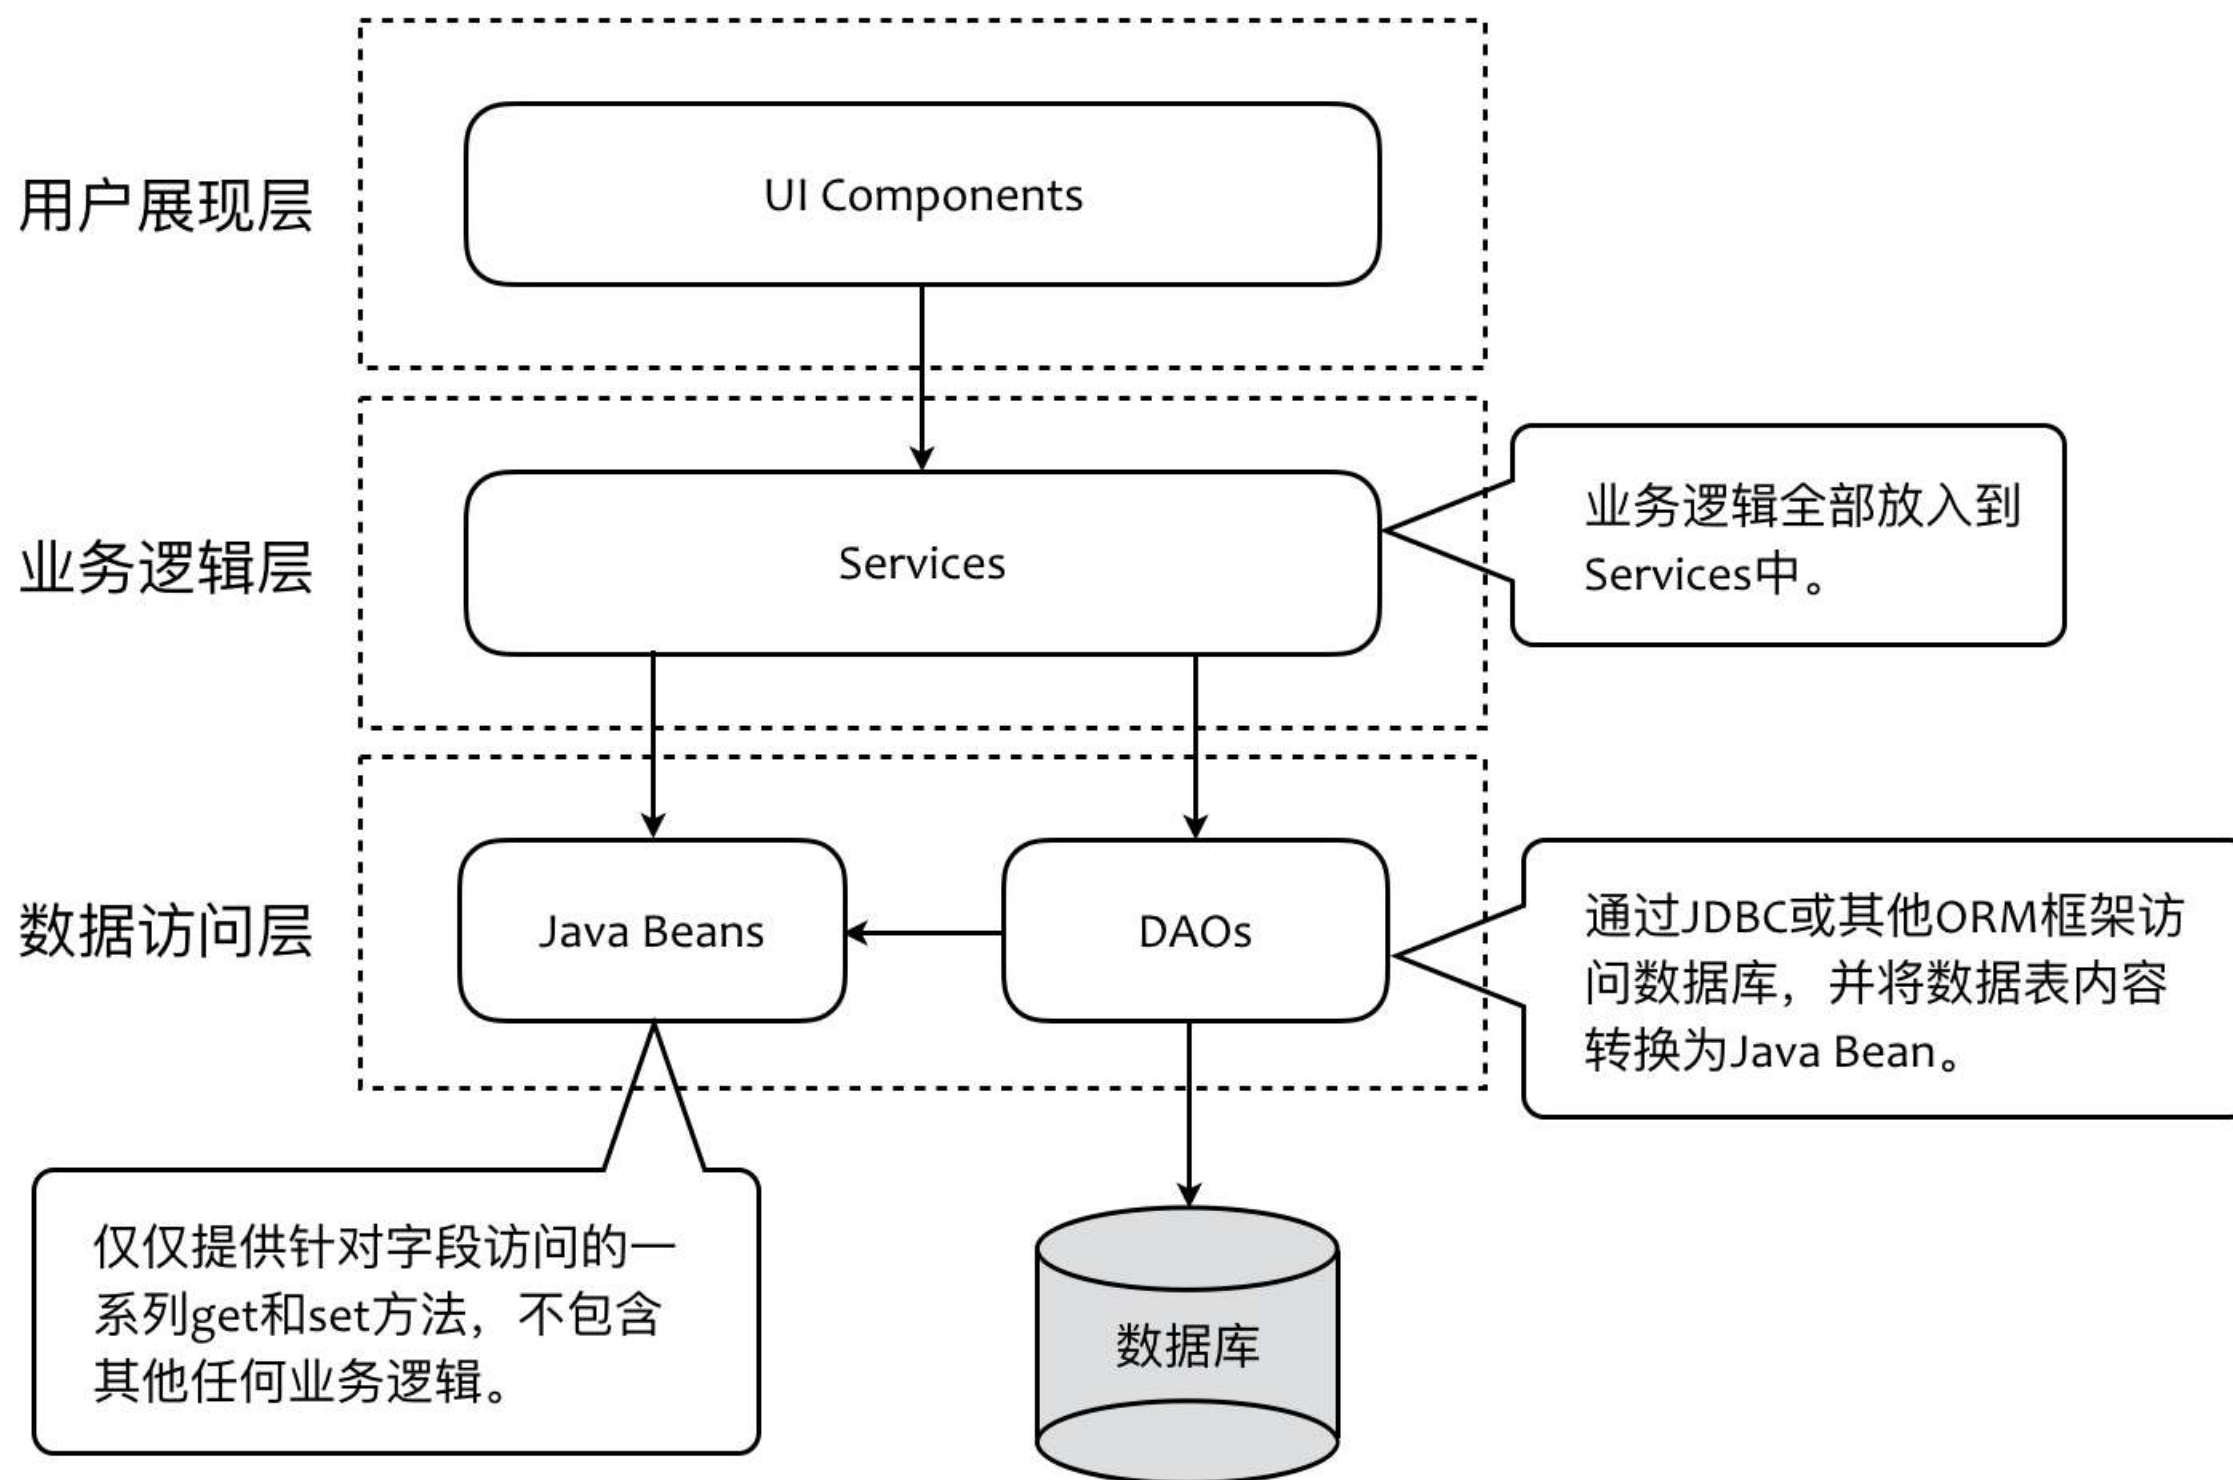 用户展现层
UI Components
业务逻辑层
Services
业务逻辑全部放入到
Services中。
数据访问层
Java Beans
DAOs
通过JDBC或其他ORM框架访
问数据库，并将数据表内容
转换为Java Bean。
仅仅提供针对字段访问的一
系列get和set方法，不包含
其他任何业务逻辑。
数据库